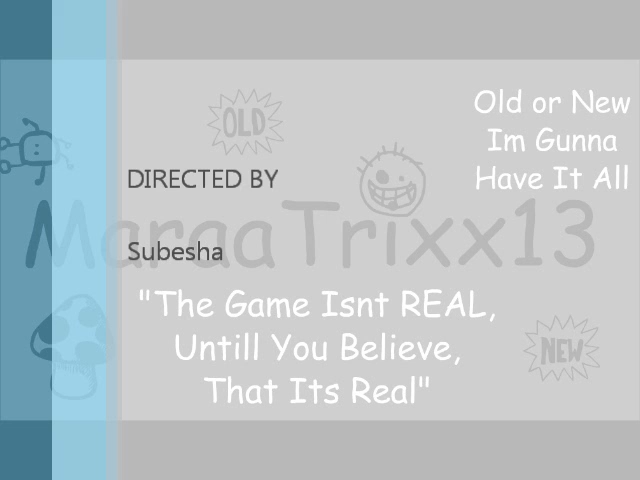 OLD
Old or New
Im Gunna
Have It All
DIRECTED BY
MaraaTrixx13
Subesha
"The Game Isnt REAL,
Untill You Believe,
That Its Real"
NEW